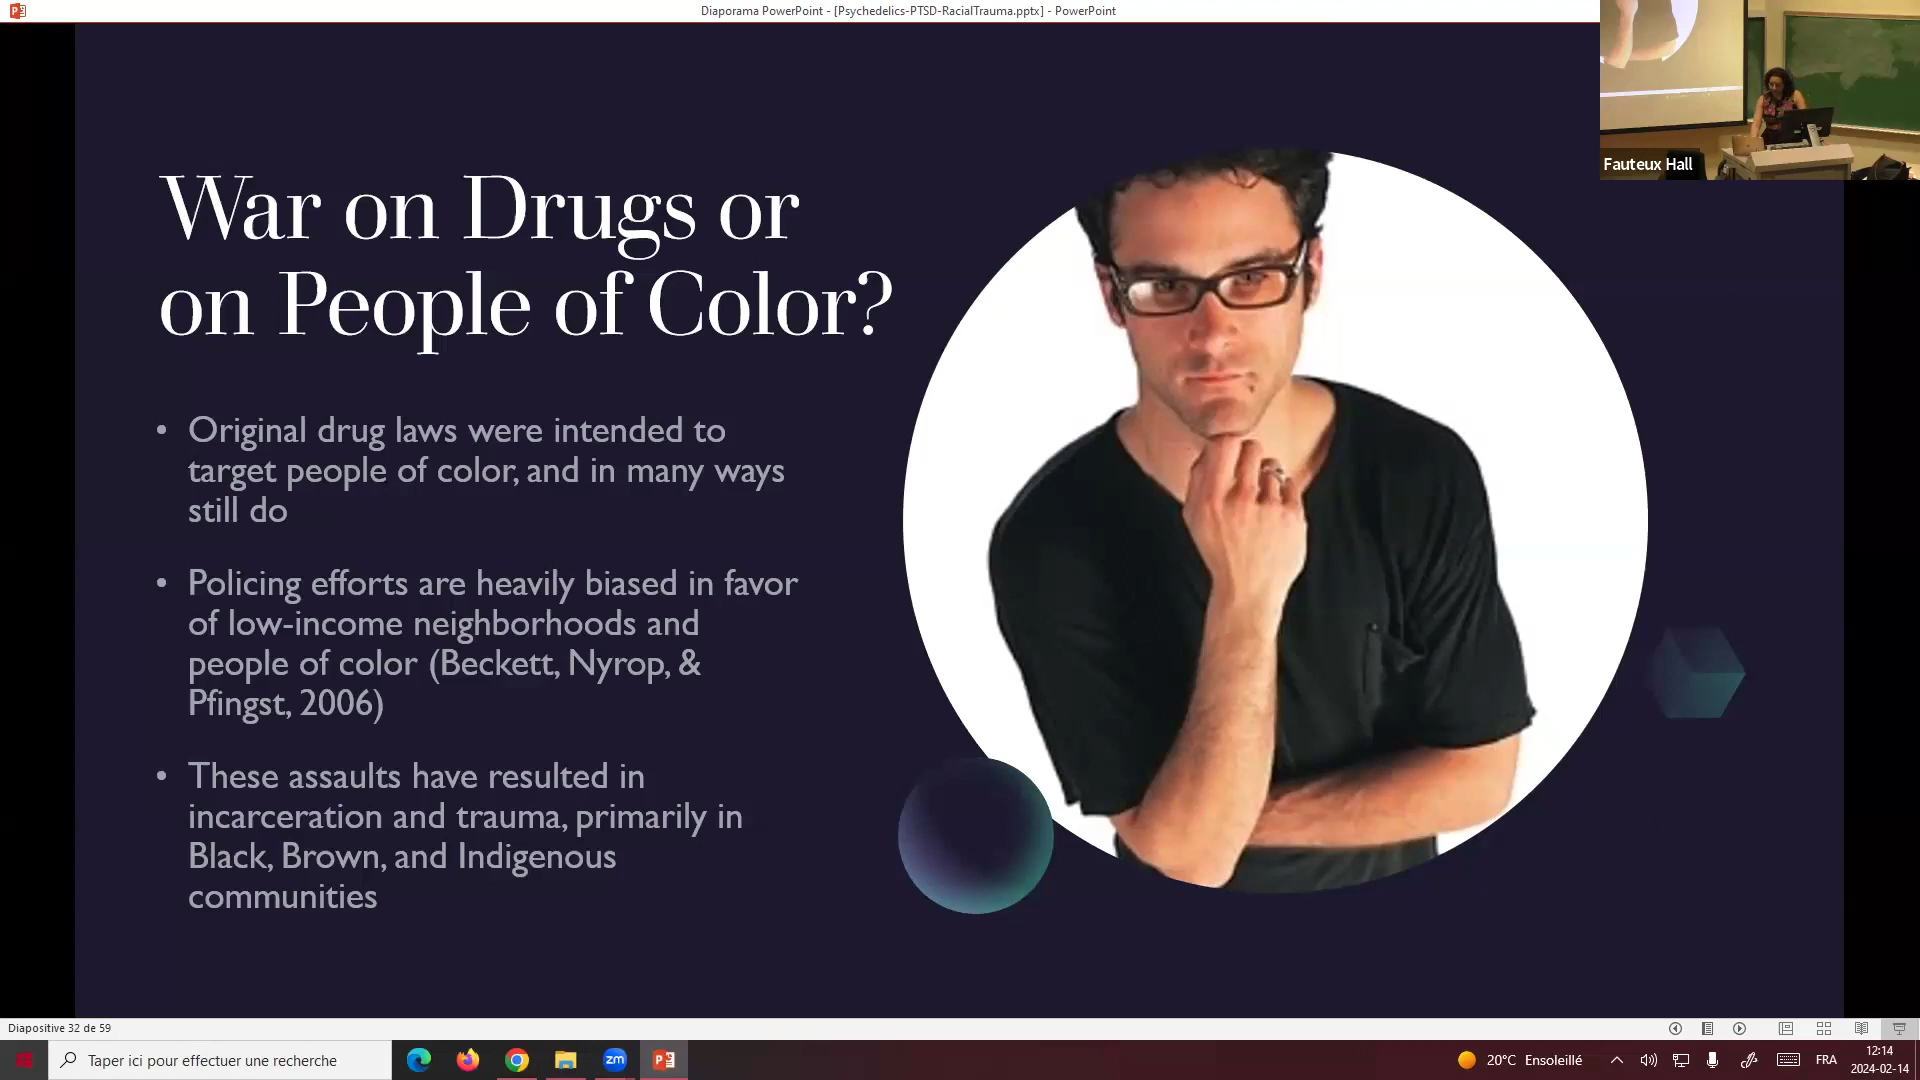 Diaporama PowerPoint - [Psychedelics-PTSD-RacialTrauma.pptx] - PowerPoint
Fauteux Hall
War on Drugs or
on People of Color?
• Original drug laws were intended to
target people of color, and in many ways
still do
• Policing efforts are heavily biased in favor
of low-income neighborhoods and
people of color (Beckett, Nyrop, &
Pfingst, 2006)
• These assaults have resulted in
incarceration and trauma, primarily in
Black, Brown, and Indigenous
communities
Diapositive 32 de 59
Taper ici pour effectuer une recherche
zm
20°C Ensoleillé
FRA
12:14
2024-02-14